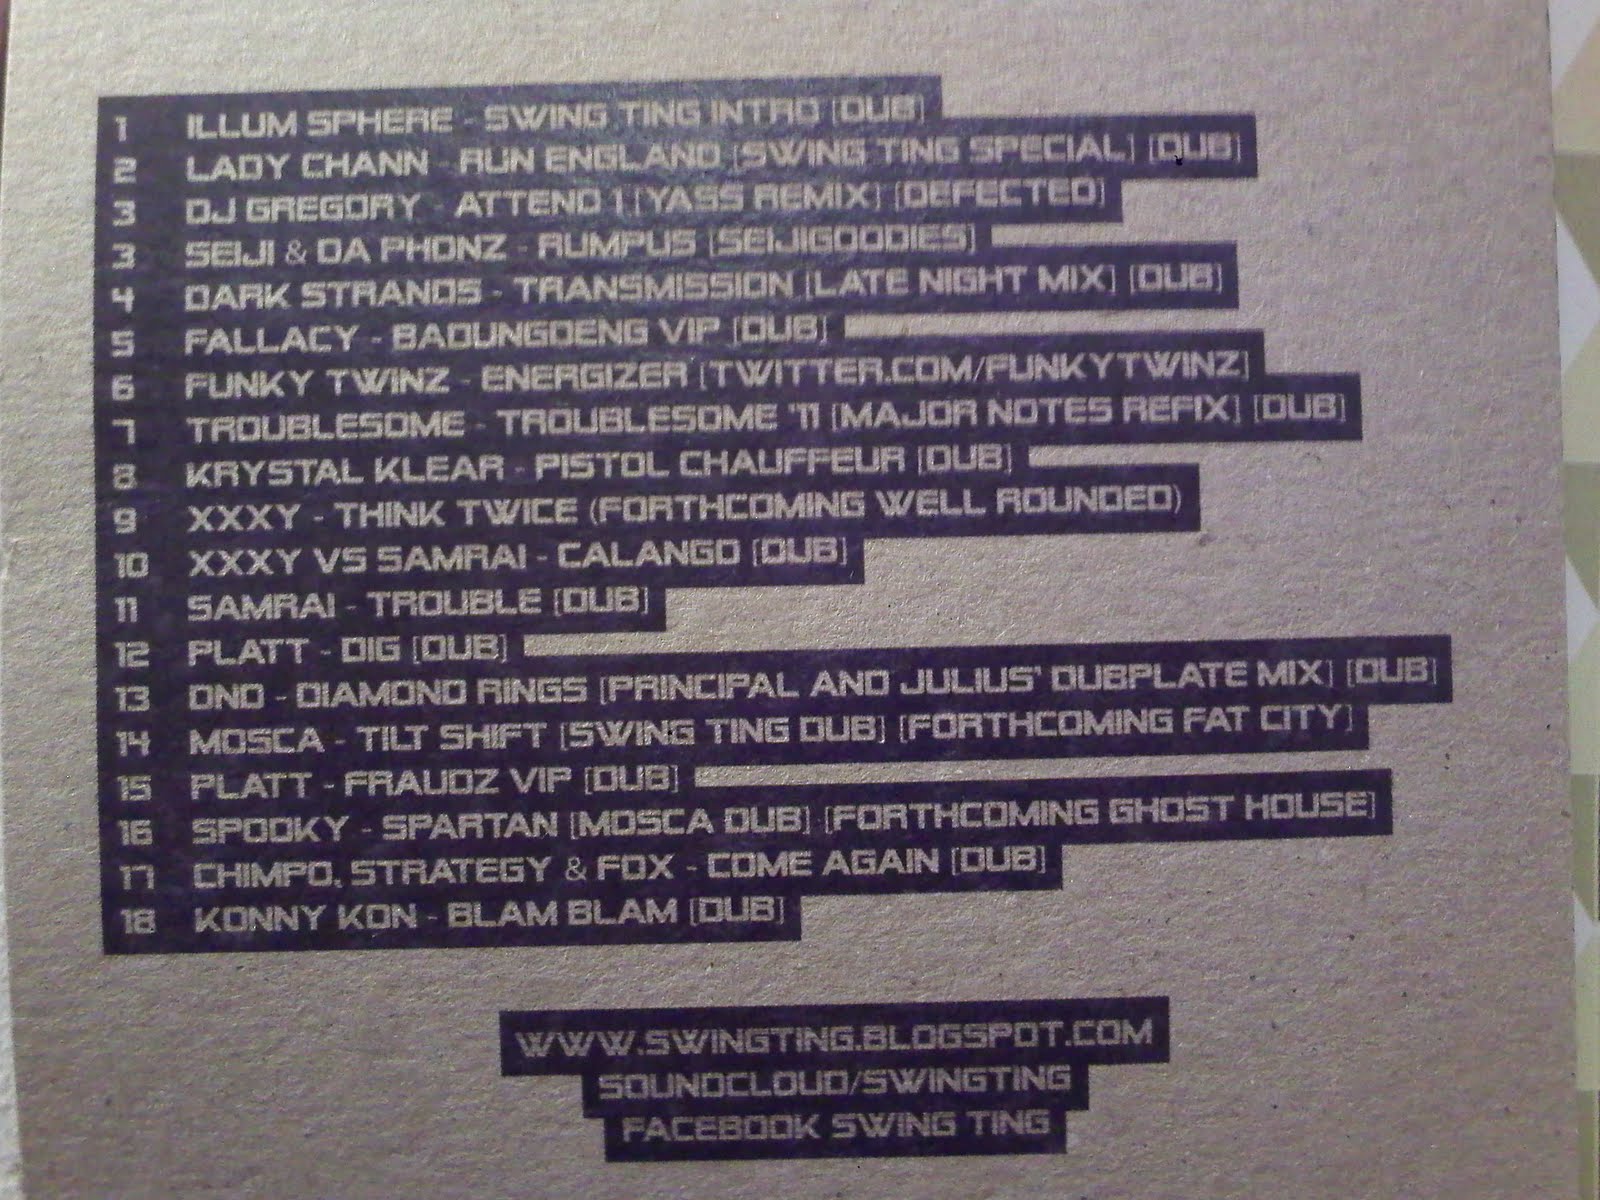 1 ILLUM SPHERE - SWING TING INTRO [DUB]
2 LADY CHANN - RUN ENGLAND [SWING TING SPECIAL] [DUB]
3 DJ GREGORY - ATTEND 1 [YASS REMIX] [DEFECTED]
3 SEIJI & DA PHONZ - RUMPUS [SEIJIGOODIES]
4 DARK STRANDS - TRANSMISSION [LATE NIGHT MIX] [DUB]
5 FALLACY - BADUNGDENG VIP [DUB]
6 FUNKY TWINZ - ENERGIZER [TWITTER.COM/FUNKYTWINZ]
7 TROUBLESOME - TROUBLESOME '11 [MAJOR NOTES REFIX] [DUB]
8 KRYSTAL KLEAR - PISTOL CHAUFFEUR [DUB]
9 XXXY - THINK TWICE (FORTHCOMING WELL ROUNDED)
10 XXXY VS SAMRAI - CALANGO [DUB]
11 SAMRAI - TROUBLE [DUB]
12 PLATT - DIG [DUB]
13 DND - DIAMOND RINGS [PRINCIPAL AND JULIUS' DUBPLATE MIX] [DUB]
14 MOSCA - TILT SHIFT [SWING TING DUB] [FORTHCOMING FAT CITY]
15 PLATT - FRAUDZ VIP [DUB]
16 SPOOKY - SPARTAN [MOSCA DUB] [FORTHCOMING GHOST HOUSE]
17 CHIMPO, STRATEGY & FOX - COME AGAIN [DUB]
18 KONNY KON - BLAM BLAM [DUB]
WWW.SWINGTING.BLOGSPOT.COM
SOUNDCLOUD/SWINGTING
FACEBOOK SWING TING